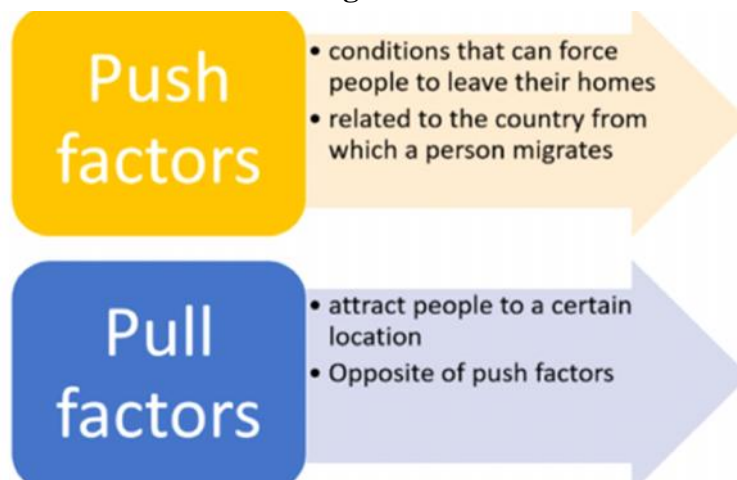 Push
factors
• conditions that can force
people to leave their homes
• related to the country from
which a person migrates
Pull
factors
• attract people to a certain
location
• Opposite of push factors